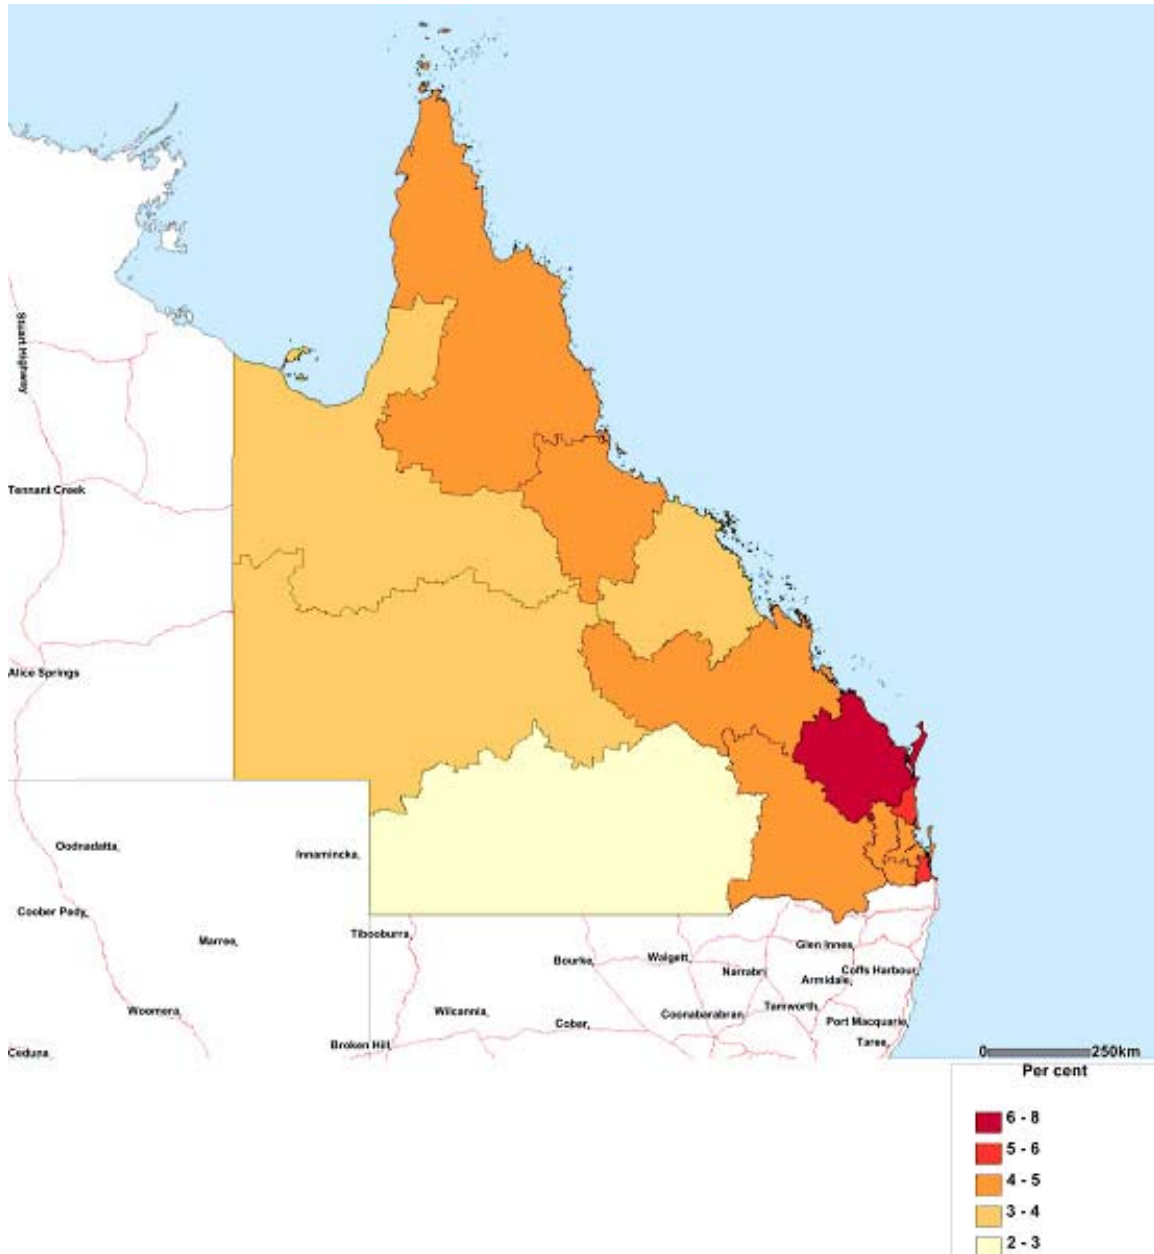 Stuart Highway
Tennant Creek
Alice Springs
Oodnadatta
Innamincka
Coober Pedy
Marree
Tibooburra
Bourke
Walgett
Narrabri
Glen Innes
Armidale
Coffs Harbour
Woomera
Wilcannia
Cobar
Coonabarabran
Tamworth
Port Macquarie
Taree
Broken Hill
Ceduna
0 250km
Per cent
6 - 8
5 - 6
4 - 5
3 - 4
2 - 3